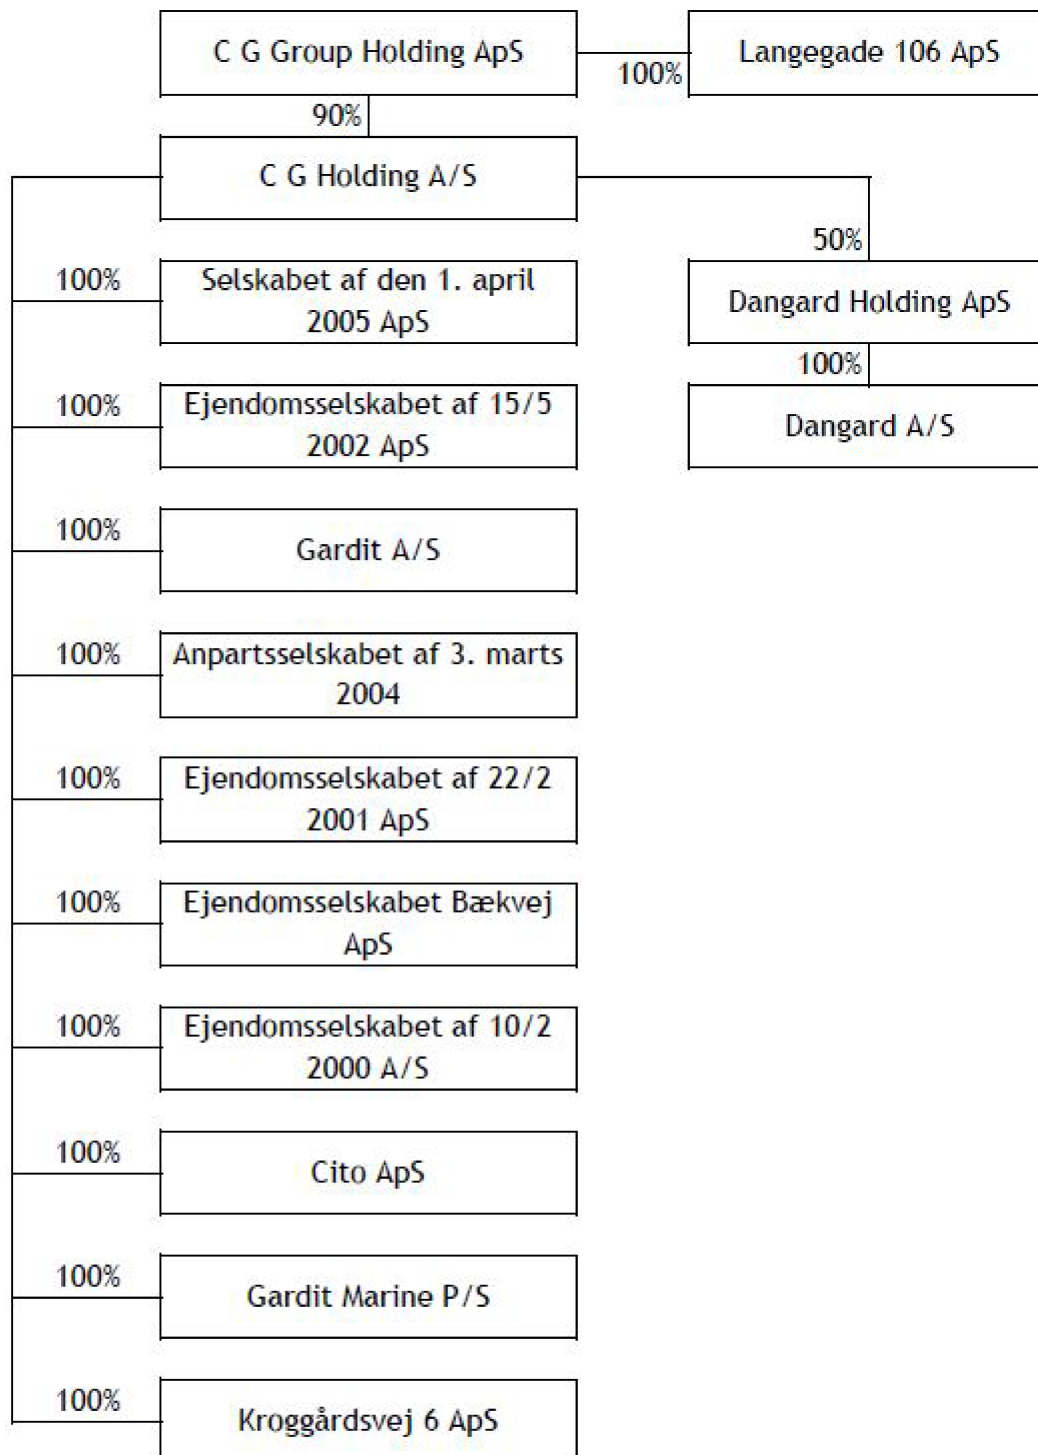 C G Group Holding ApS
100%
Langegade 106 ApS
90%
C G Holding A/S
50%
100%
Selskabet af den 1. april
2005 ApS
Dangard Holding ApS
100%
100%
Ejendomsselskabet af 15/5
2002 ApS
Dangard A/S
100%
Gardit A/S
100%
Anpartsselskabet af 3. marts
2004
100%
Ejendomsselskabet af 22/2
2001 ApS
100%
Ejendomsselskabet Bækvej
ApS
100%
Ejendomsselskabet af 10/2
2000 A/S
100%
Cito ApS
100%
Gardit Marine P/S
100%
Kroggårdsvej 6 ApS